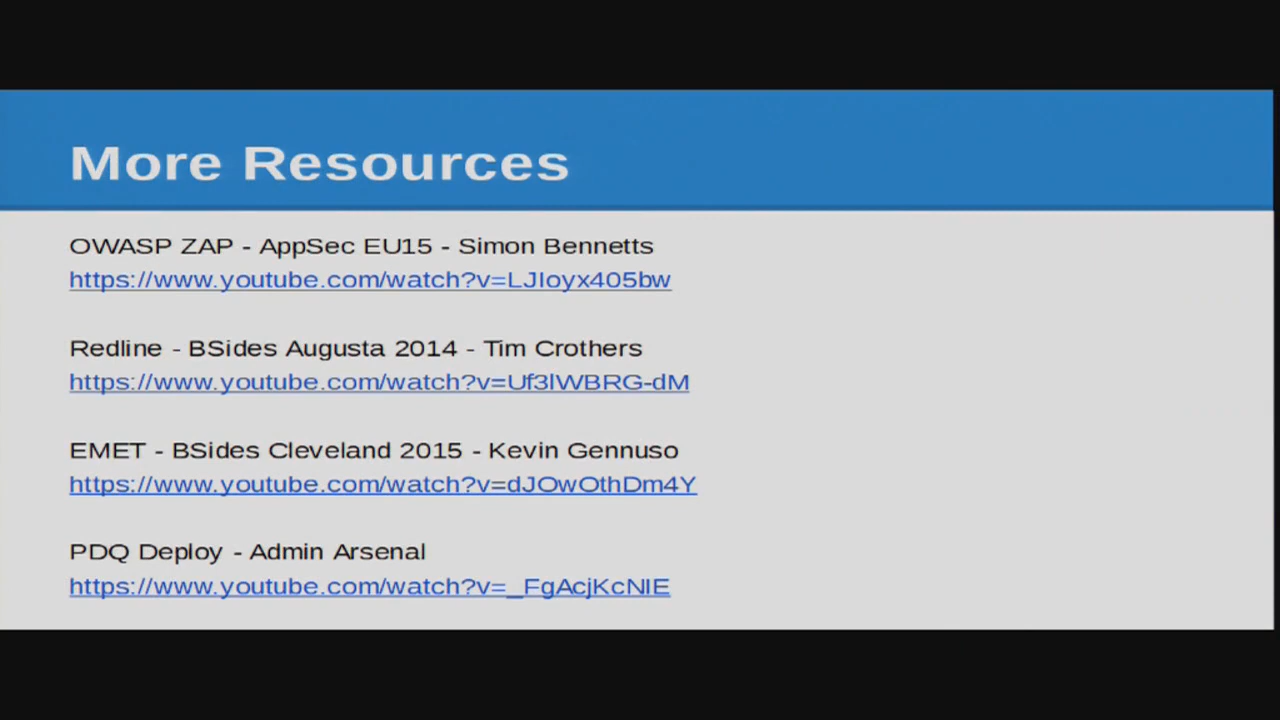 More Resources
OWASP ZAP - AppSec EU15 - Simon Bennetts
https://www.youtube.com/watch?v=LJIoyx405bw
Redline - BSides Augusta 2014 - Tim Crothers
https://www.youtube.com/watch?v=Uf3lWBRG-dM
EMET - BSides Cleveland 2015 - Kevin Gennuso
https://www.youtube.com/watch?v=dJOwOthDm4Y
PDQ Deploy - Admin Arsenal
https://www.youtube.com/watch?v=_FgAcjKcNIE